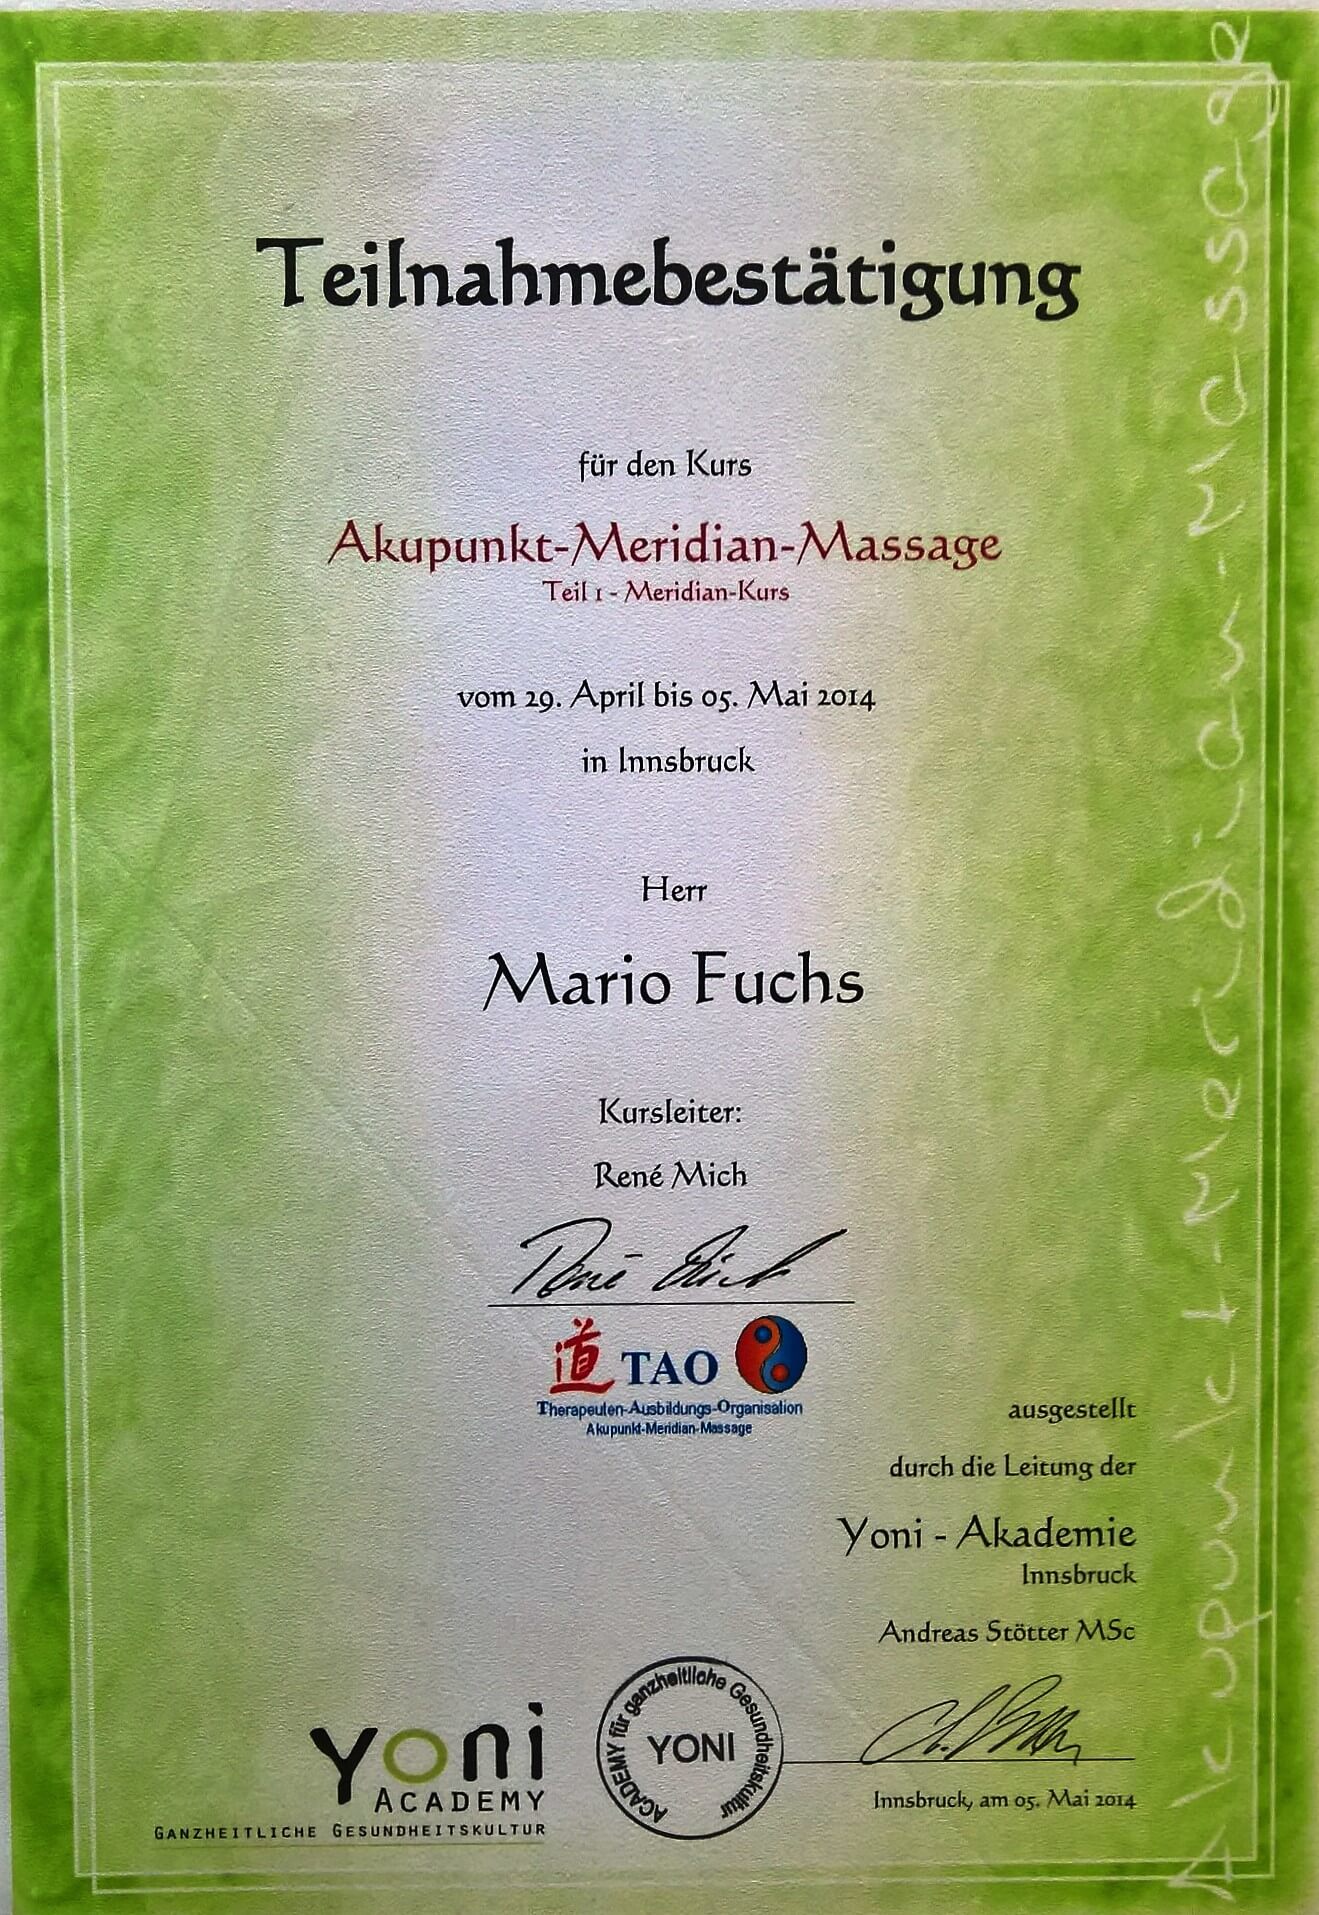 Teilnahmebestätigung
für den Kurs
Akupunkt-Meridian-Massage
Teil 1 - Meridian-Kurs
vom 29. April bis 05. Mai 2014
in Innsbruck
Herr
Mario Fuchs
Kursleiter:
René Mich
René Mich
道 TAO
Therapeuten-Ausbildungs-Organisation
Akupunkt-Meridian-Massage
ausgestellt
durch die Leitung der
Yoni - Akademie
Innsbruck
Andreas Stötter MSc
Innsbruck, am 05. Mai 2014
ACADEMY für ganzheitliche Gesundheitskultur
YONI
yoni
ACADEMY
GANZHEITLICHE GESUNDHEITSKULTUR
Akupunkt-Meridian-Massage